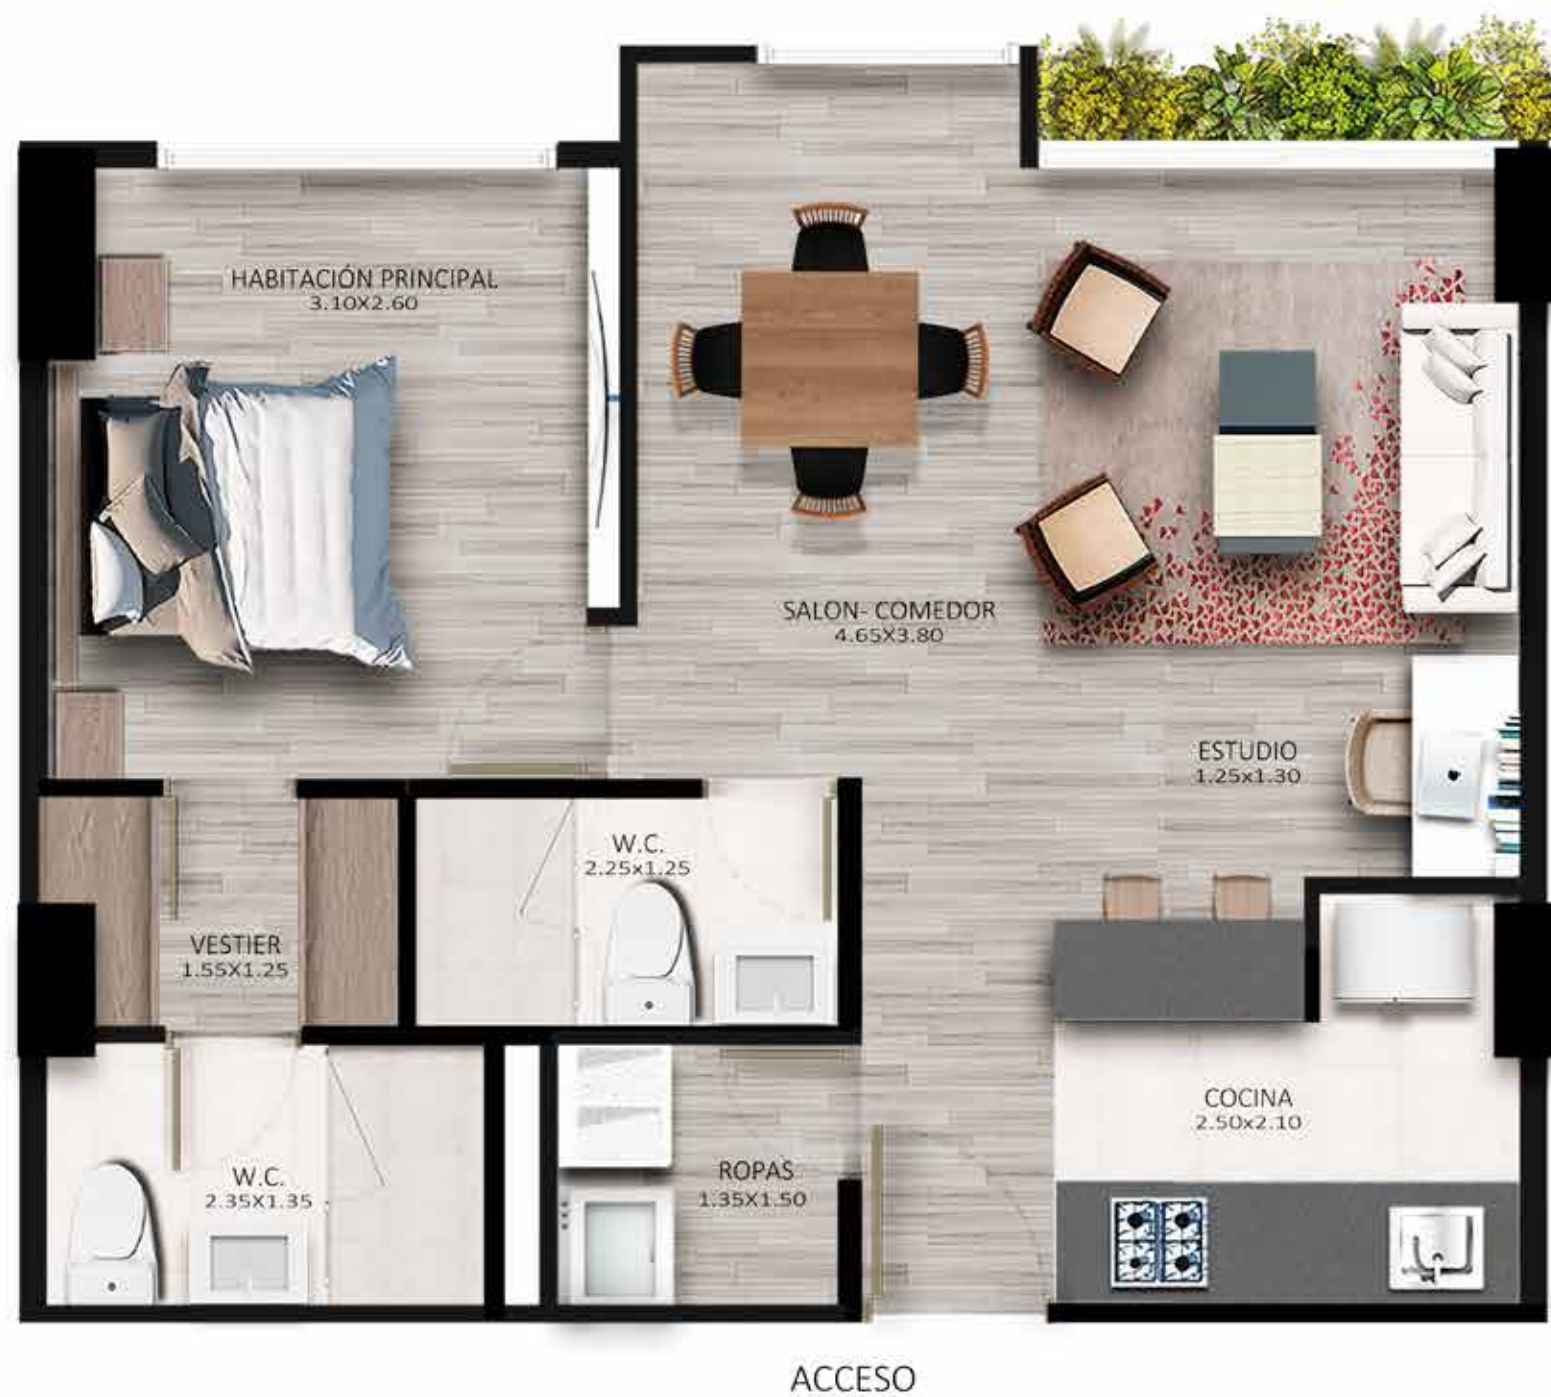 HABITACIÓN PRINCIPAL
3.10X2.60
SALON- COMEDOR
4.65X3.80
ESTUDIO
1.25x1.30
W.C.
2.25x1.25
VESTIER
1.55X1.25
COCINA
2.50x2.10
W.C.
2.35X1.35
ROPAS
1.35X1.50
ACCESO